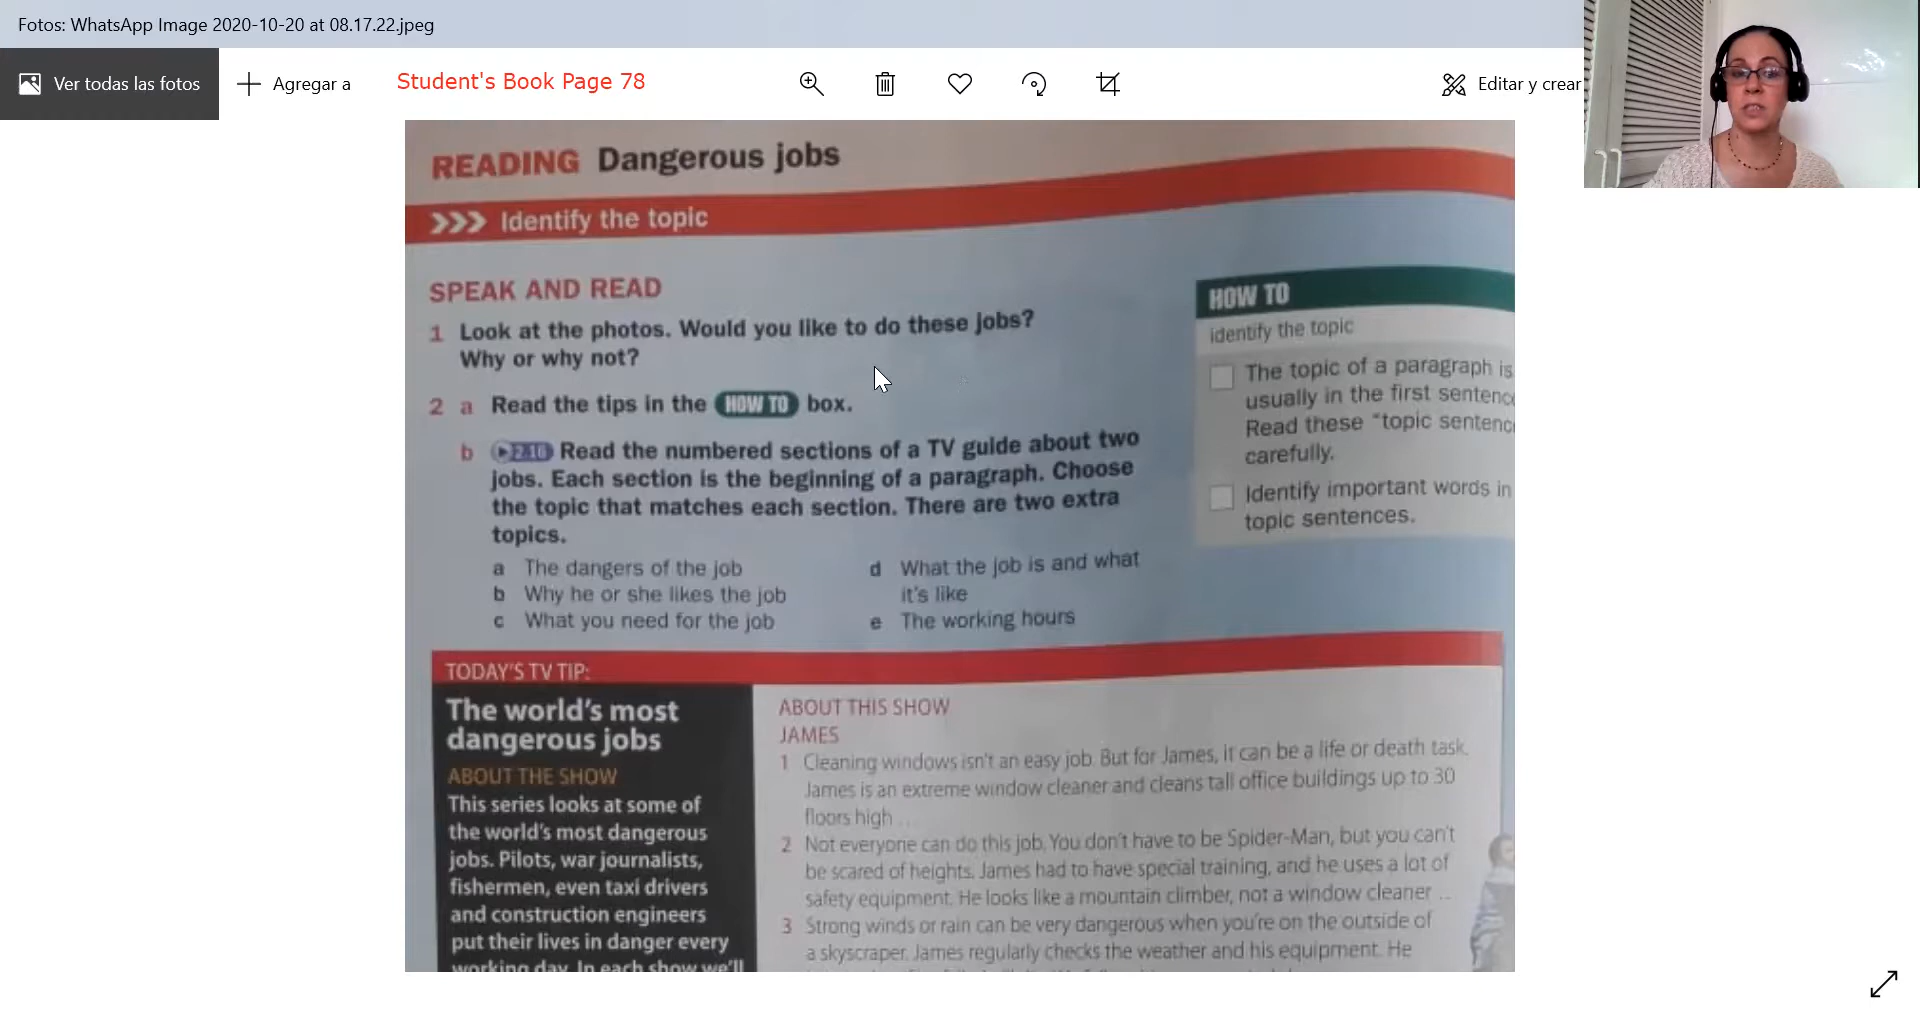 Fotos: WhatsApp Image 2020-10-20 at 08.17.22.jpeg
Ver todas las fotos
Agregar a
Student's Book Page 78
Editar y crear
READING Dangerous jobs
>>> Identify the topic
SPEAK AND READ
1 Look at the photos. Would you like to do these jobs?
Why or why not?
2 a Read the tips in the HOW TO box.
b 2.16 Read the numbered sections of a TV guide about two
jobs. Each section is the beginning of a paragraph. Choose
the topic that matches each section. There are two extra
topics.
a The dangers of the job
b Why he or she likes the job
c What you need for the job
d What the job is and what
it's like
e The working hours
HOW TO
identify the topic
The topic of a paragraph is
usually in the first sentenc
Read these "topic sentenc
carefully.
Identify important words in
topic sentences.
TODAY'S TV TIP:
The world's most
dangerous jobs
ABOUT THE SHOW
This series looks at some of
the world's most dangerous
jobs. Pilots, war journalists,
fishermen, even taxi drivers
and construction engineers
put their lives in danger every
working day. In each show we'll
ABOUT THIS SHOW
JAMES
1 Cleaning windows isn't an easy job. But for James, it can be a life or death task.
James is an extreme window cleaner and cleans tall office buildings up to 30
floors high ...
2 Not everyone can do this job. You don't have to be Spider-Man, but you can't
be scared of heights. James had to have special training, and he uses a lot of
safety equipment. He looks like a mountain climber, not a window cleaner ...
3 Strong winds or rain can be very dangerous when you're on the outside of
a skyscraper. James regularly checks the weather and his equipment. He